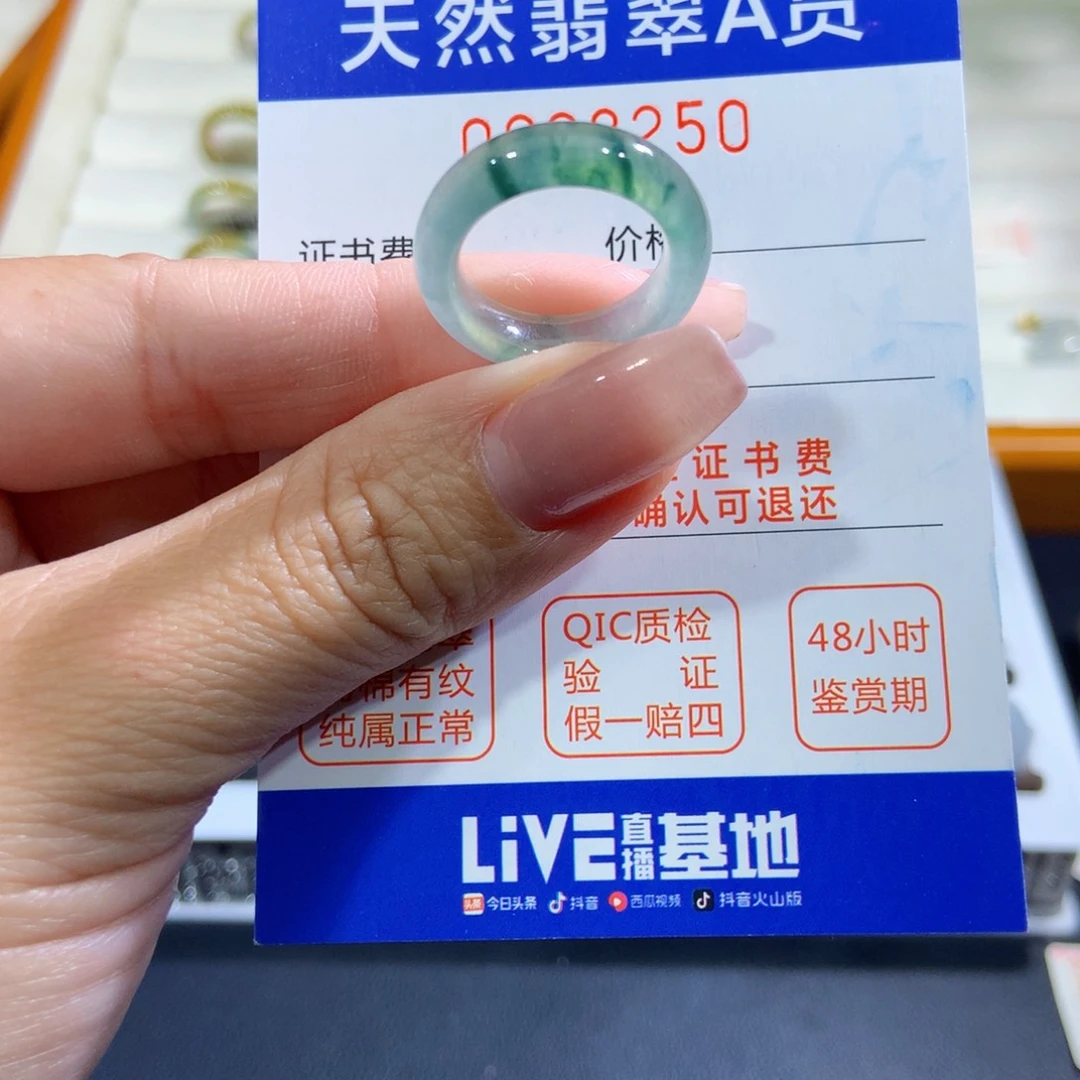 天然翡翠A货
250
证书费
价格
证书费
确认可退还
棉有纹
纯属正常
QIC质检
验 证
假一赔四
48小时
鉴赏期
LiVE直播基地
头条 今日头条 抖音 西瓜视频 抖音火山版